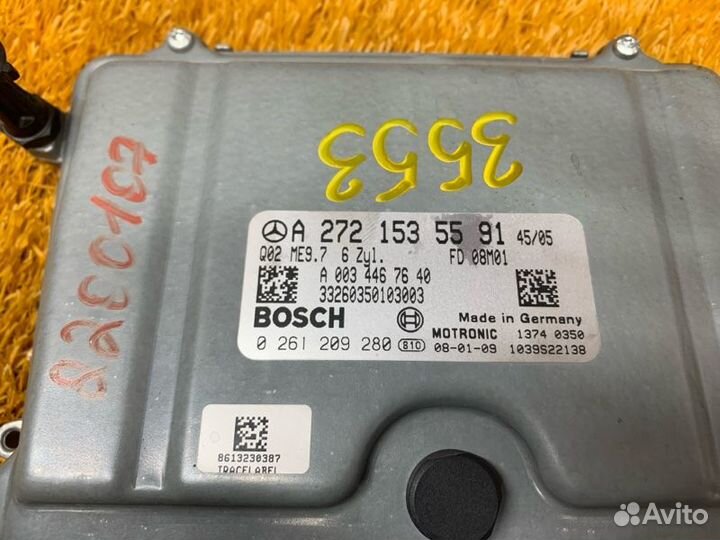 3553
A 272 153 55 91 45/05
Q02 ME9.7 6 Zyl. FD 08M01
A 003 446 76 40
33260350103003
BOSCH Made in Germany
MOTRONIC 1374 0350
0 261 209 280 810 08-01-09 1039S22138
8613230387
TRACELABEL
Avito